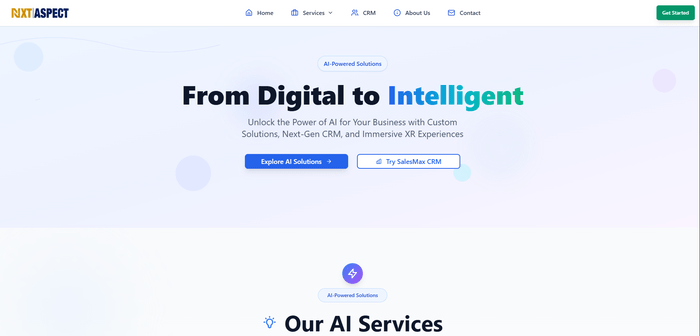 NXT ASPECT
Home
Services
CRM
About Us
Contact
Get Started
AI-Powered Solutions
From Digital to Intelligent
Unlock the Power of AI for Your Business with Custom
Solutions, Next-Gen CRM, and Immersive XR Experiences
Explore AI Solutions →
Try SalesMax CRM
AI-Powered Solutions
Our AI Services